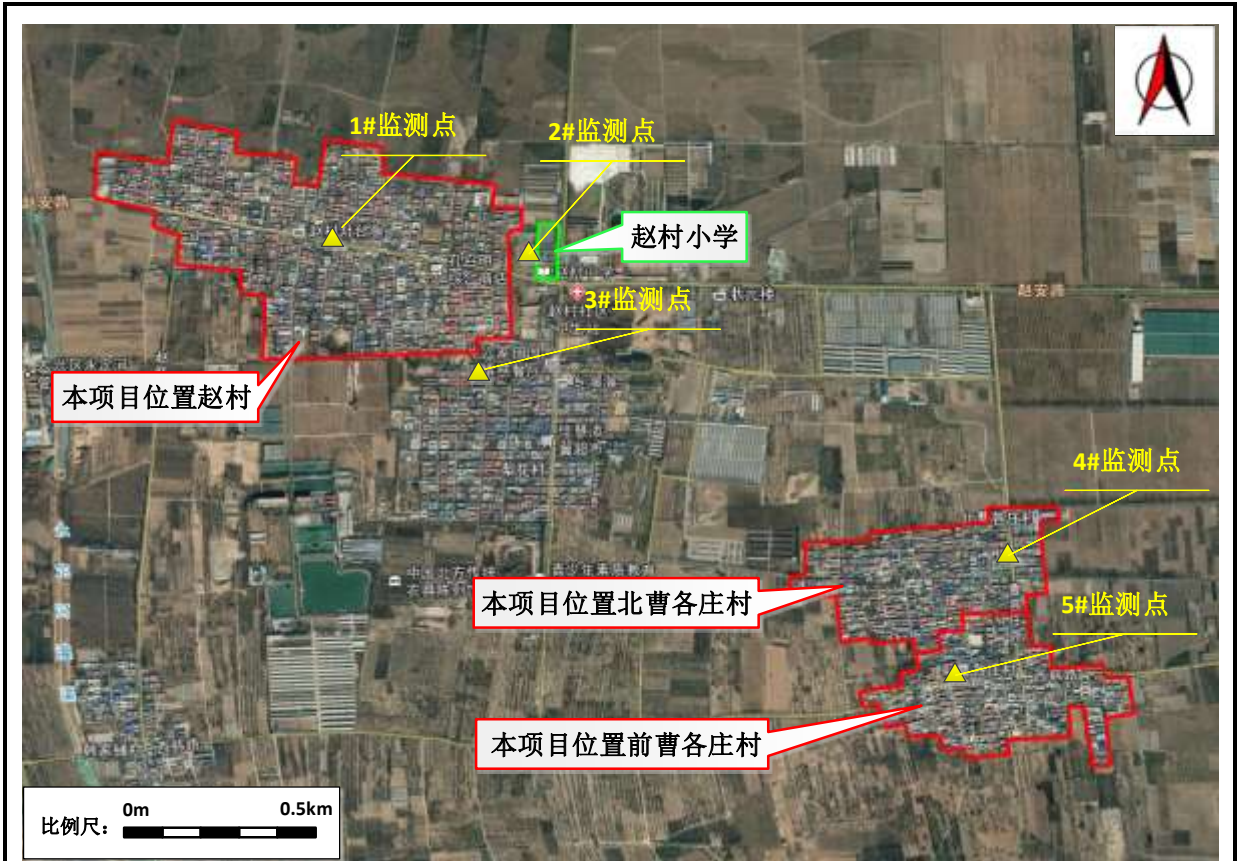 1#监测点
2#监测点
赵村小学
赵安路
3#监测点
赵安路
本项目位置赵村
4#监测点
本项目位置北曹各庄村
5#监测点
本项目位置前曹各庄村
比例尺：
0m
0.5km